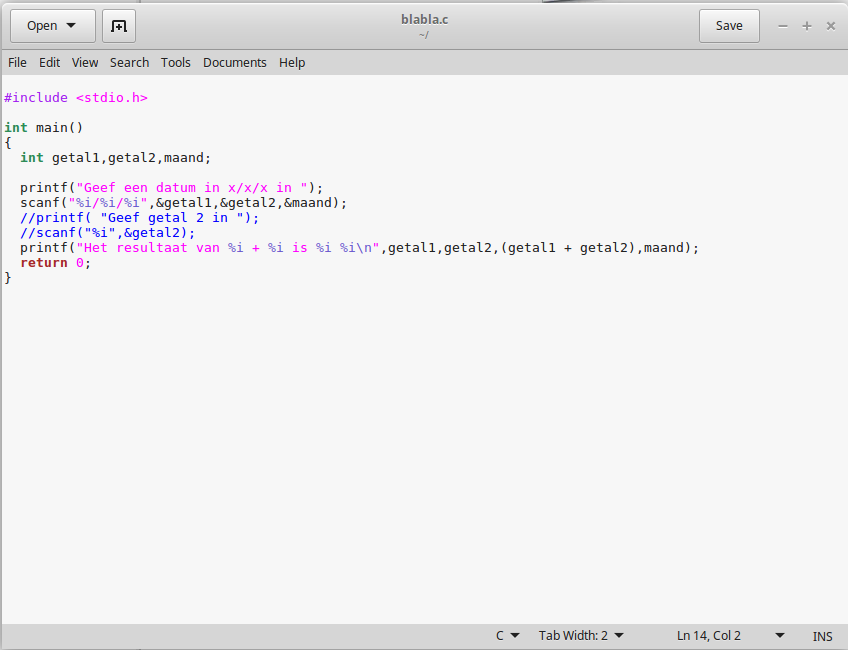 Open
blabla.c
~/
Save
File Edit View Search Tools Documents Help
#include <stdio.h>
int main()
{
  int getal1,getal2,maand;
  printf("Geef een datum in x/x/x in ");
  scanf("%i/%i/%i",&getal1,&getal2,&maand);
  //printf( "Geef getal 2 in ");
  //scanf("%i",&getal2);
  printf("Het resultaat van %i + %i is %i %i\n",getal1,getal2,(getal1 + getal2),maand);
  return 0;
}
C Tab Width: 2 Ln 14, Col 2 INS